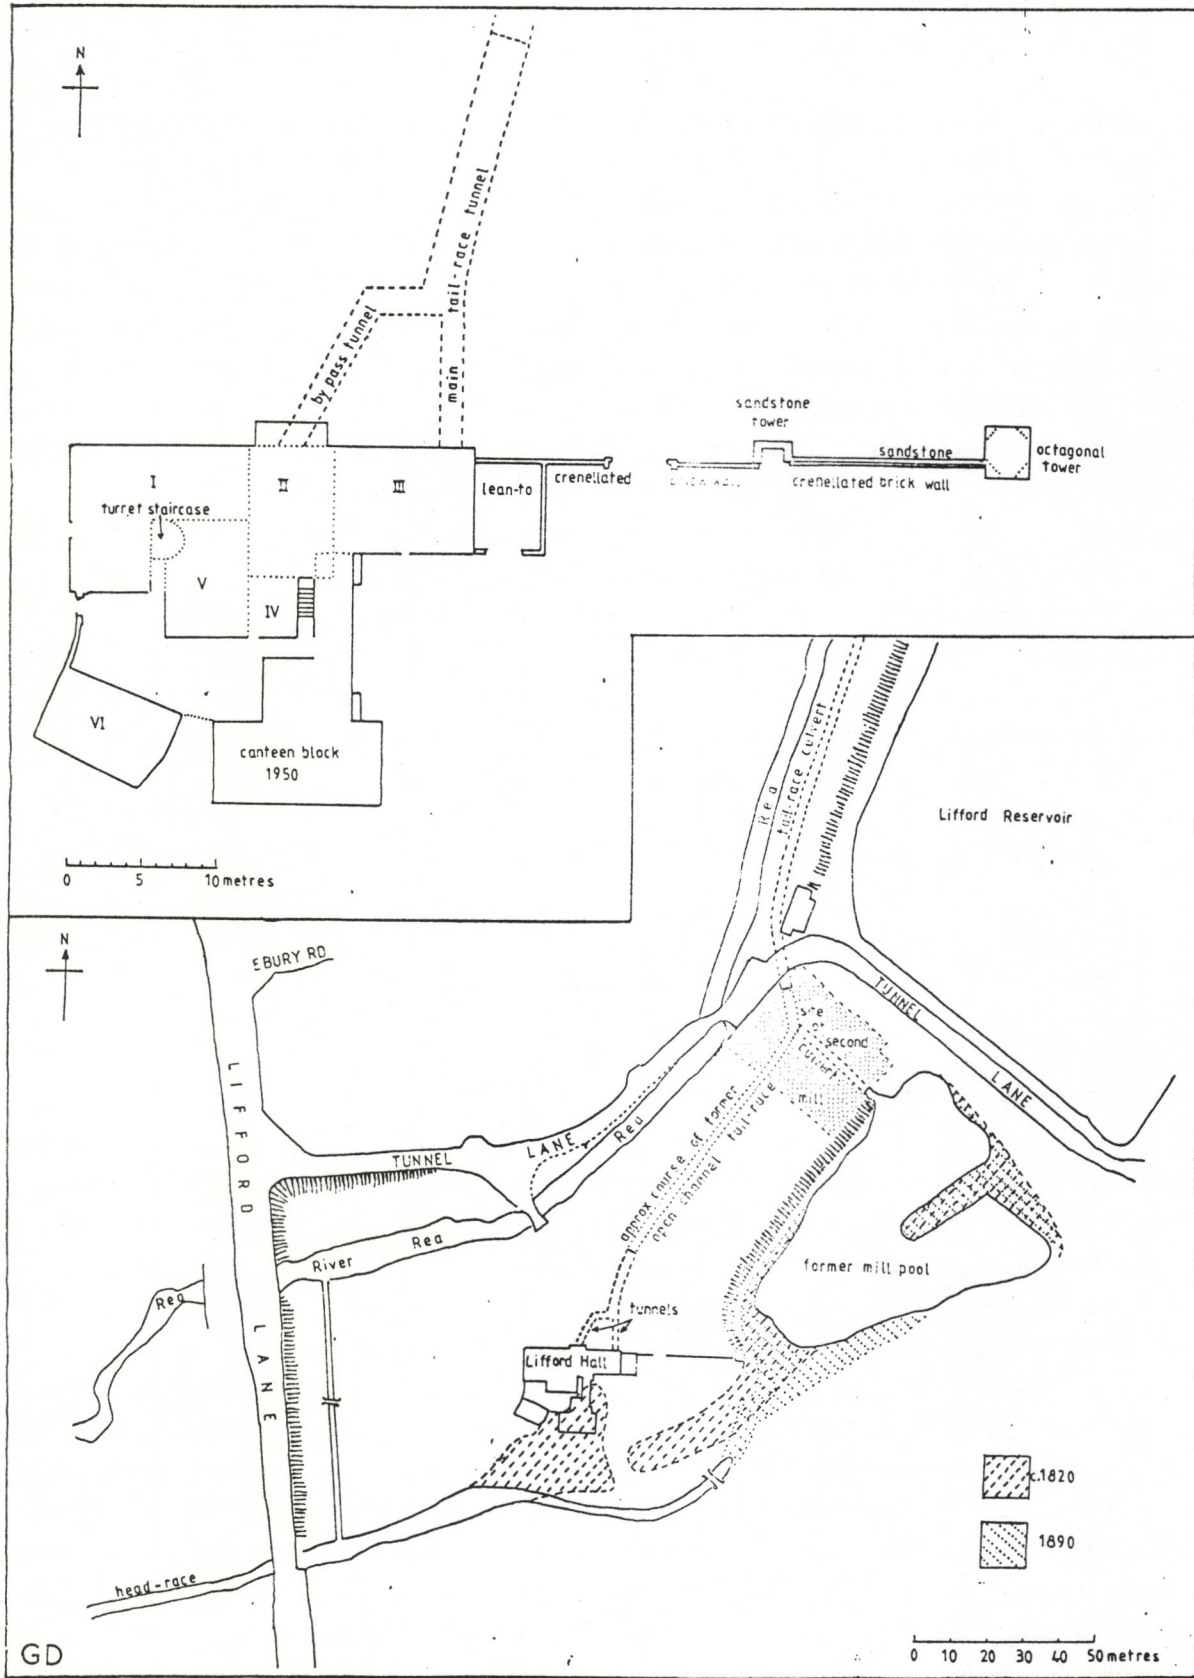 N
main tail-race tunnel
by pass tunnel
sandstone
tower
sandstone
octagonal
tower
crenellated
brick wall
crenellated brick wall
lean-to
I
II
III
turret staircase
V
IV
VI
canteen block
1950
0 5 10 metres
N
EBURY RD
LIFFORD LANE
TUNNEL LANE
Rea
tail-race culvert
Lifford Reservoir
TUNNEL LANE
site of second mill
culvert
Rea
approx course of former
open channel tail-race
River Rea
Rea
former mill pool
tunnels
Lifford Hall
head-race
c.1820
1890
0 10 20 30 40 50 metres
GD